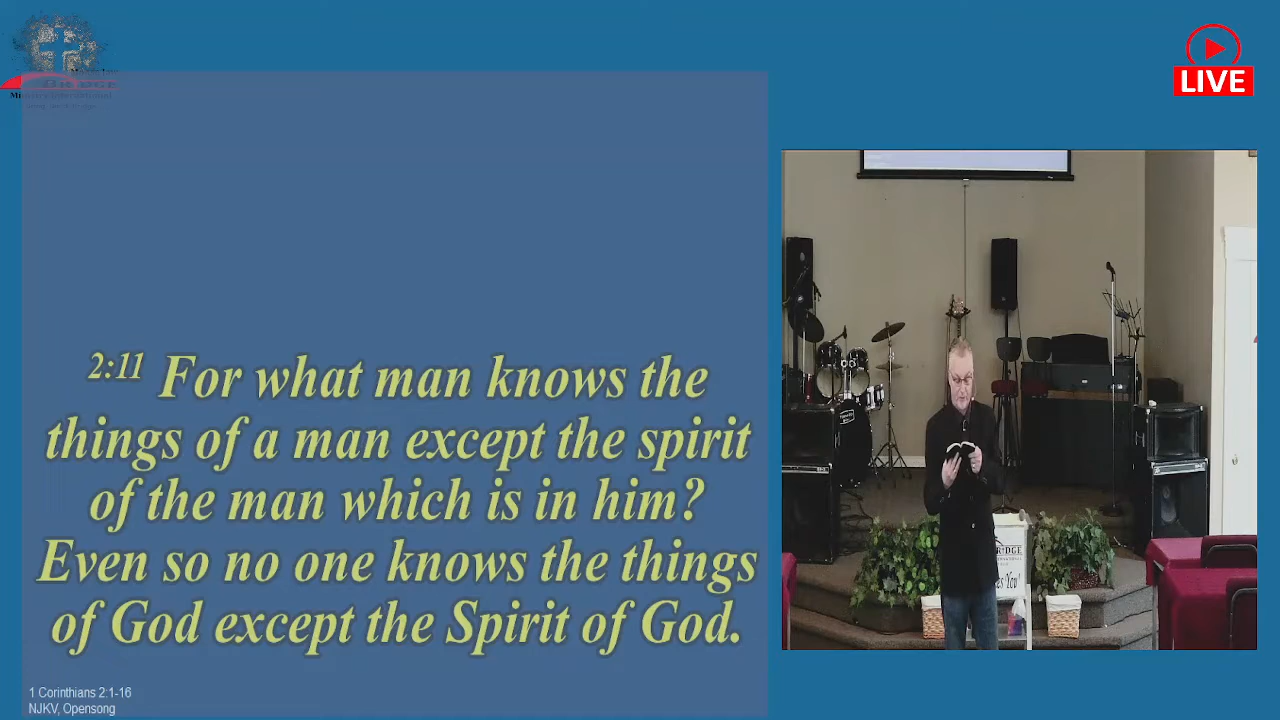 BRIDGE
LIVE
2:11 For what man knows the
things of a man except the spirit
of the man which is in him?
Even so no one knows the things
of God except the Spirit of God.
1 Corinthians 2:1-16
NJKV, Opensong